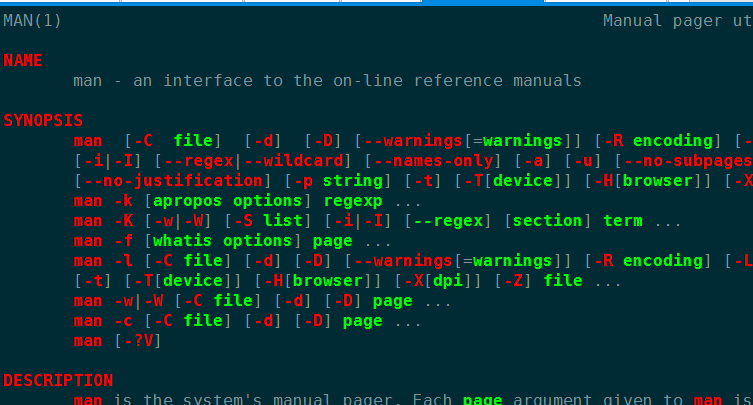 MAN(1) Manual pager ut
NAME
man - an interface to the on-line reference manuals
SYNOPSIS
man [-C file] [-d] [-D] [--warnings[=warnings]] [-R encoding] [-
[-i|-I] [--regex|--wildcard] [--names-only] [-a] [-u] [--no-subpages
[--no-justification] [-p string] [-t] [-T[device]] [-H[browser]] [-X
man -k [apropos options] regexp ...
man -K [-w|-W] [-S list] [-i|-I] [--regex] [section] term ...
man -f [whatis options] page ...
man -l [-C file] [-d] [-D] [--warnings[=warnings]] [-R encoding] [-L
[-t] [-T[device]] [-H[browser]] [-X[dpi]] [-Z] file ...
man -w|-W [-C file] [-d] [-D] page ...
man -c [-C file] [-d] [-D] page ...
man [-?V]
DESCRIPTION
man is the system's manual pager. Each page argument given to man is